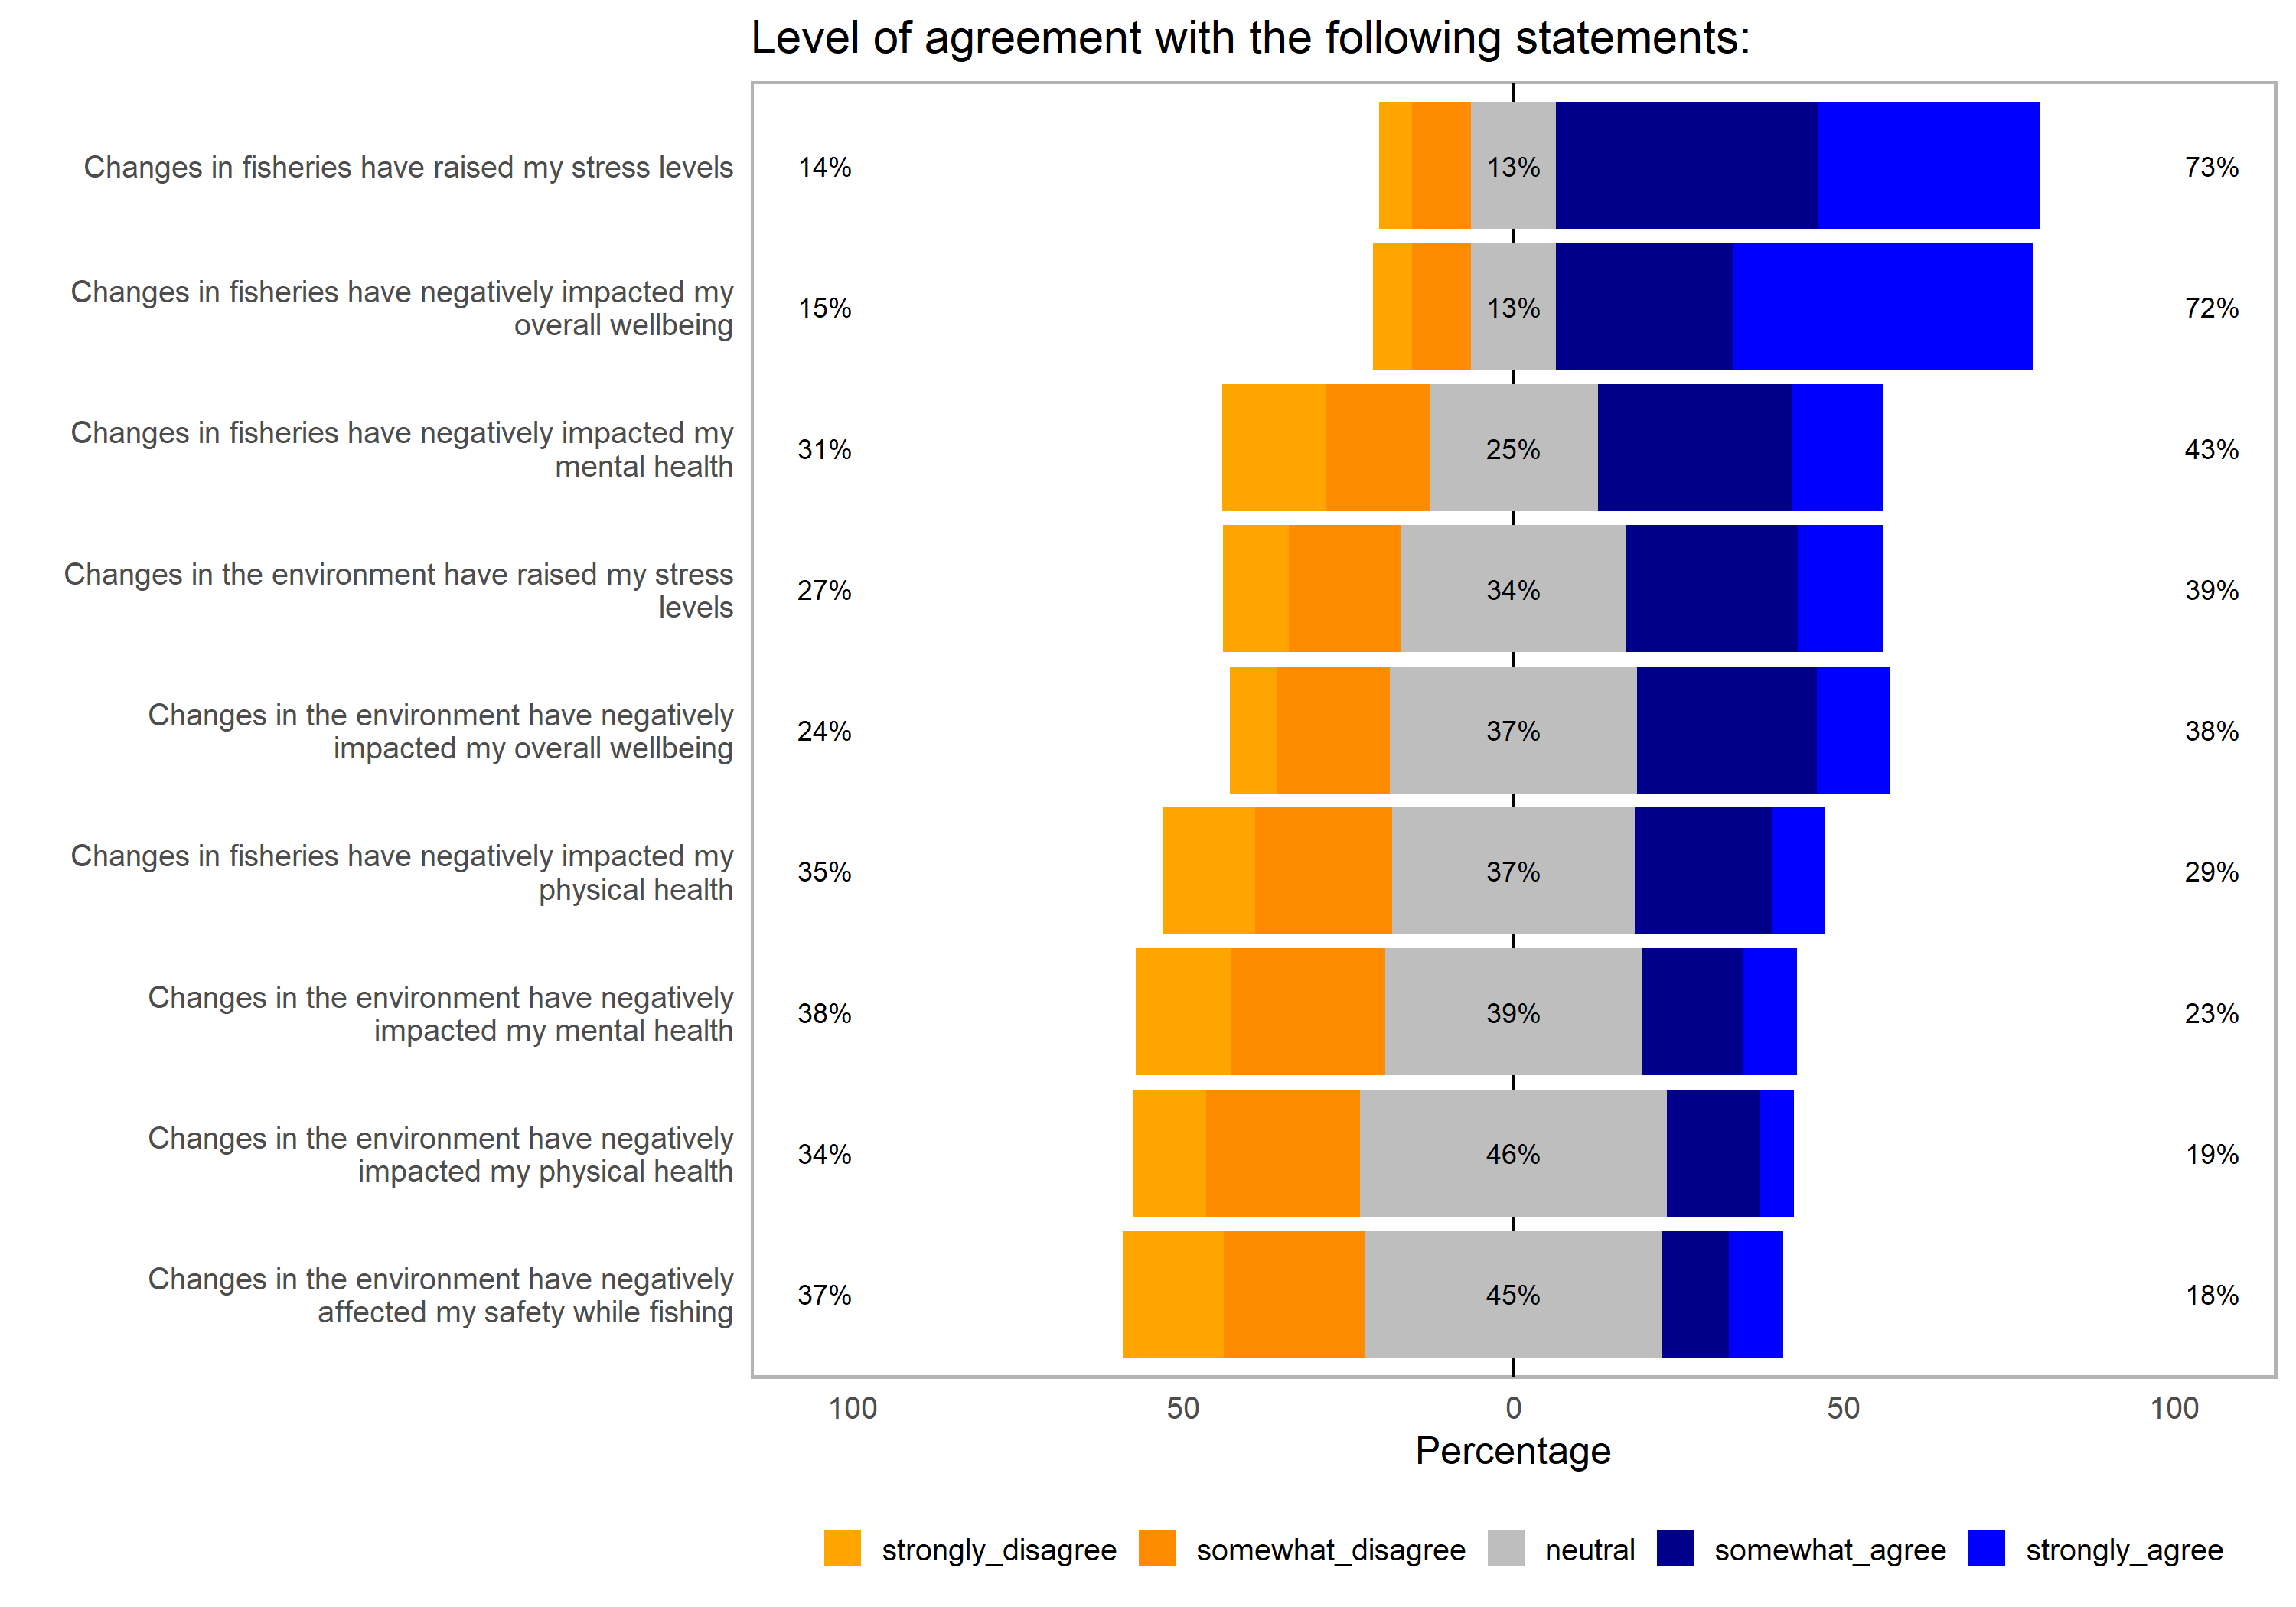 Level of agreement with the following statements:
Changes in fisheries have raised my stress levels
14%
13%
73%
Changes in fisheries have negatively impacted my
overall wellbeing
15%
13%
72%
Changes in fisheries have negatively impacted my
mental health
31%
25%
43%
Changes in the environment have raised my stress
levels
27%
34%
39%
Changes in the environment have negatively
impacted my overall wellbeing
24%
37%
38%
Changes in fisheries have negatively impacted my
physical health
35%
37%
29%
Changes in the environment have negatively
impacted my mental health
38%
39%
23%
Changes in the environment have negatively
impacted my physical health
34%
46%
19%
Changes in the environment have negatively
affected my safety while fishing
37%
45%
18%
100 50 0 50 100
Percentage
strongly_disagree somewhat_disagree neutral somewhat_agree strongly_agree